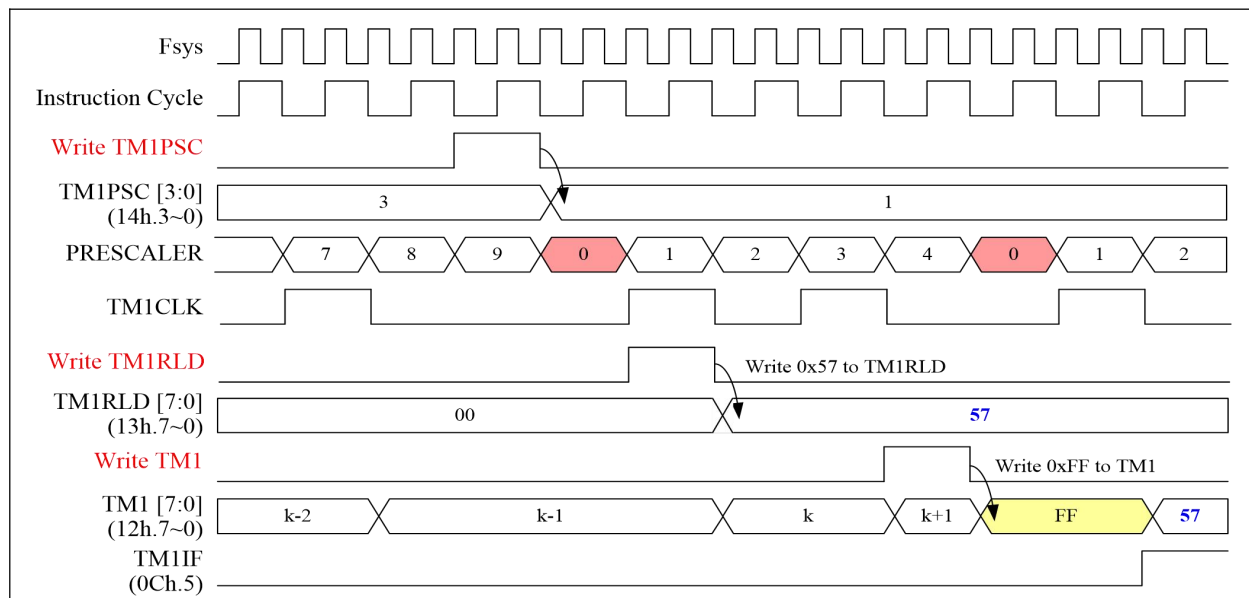 Fsys
Instruction Cycle
Write TM1PSC
TM1PSC [3:0]
(14h.3~0)
3
1
PRESCALER
7
8
9
0
1
2
3
4
0
1
2
TM1CLK
Write TM1RLD
Write 0x57 to TM1RLD
TM1RLD [7:0]
(13h.7~0)
00
57
Write TM1
Write 0xFF to TM1
TM1 [7:0]
(12h.7~0)
k-2
k-1
k
k+1
FF
57
TM1IF
(0Ch.5)